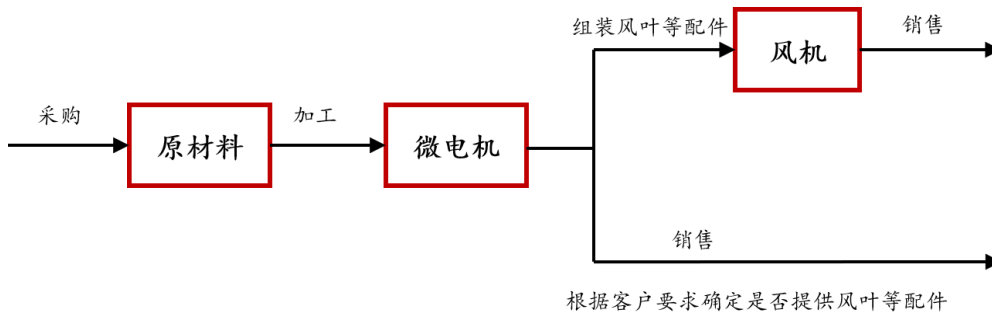 组装风叶等配件
销售
风机
采购
加工
原材料
微电机
销售
根据客户要求确定是否提供风叶等配件